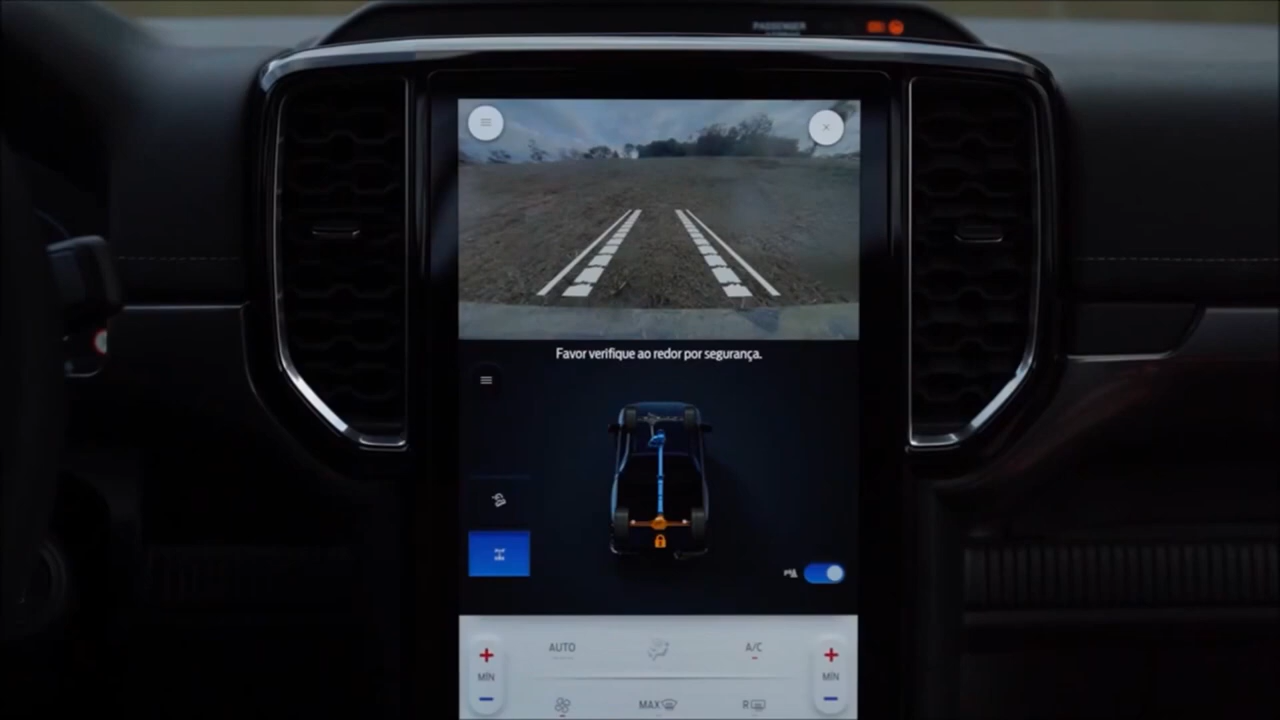 PASSENGER
Favor verifique ao redor por segurança.
AUTO
A/C
MIN
MIN
MAX
R